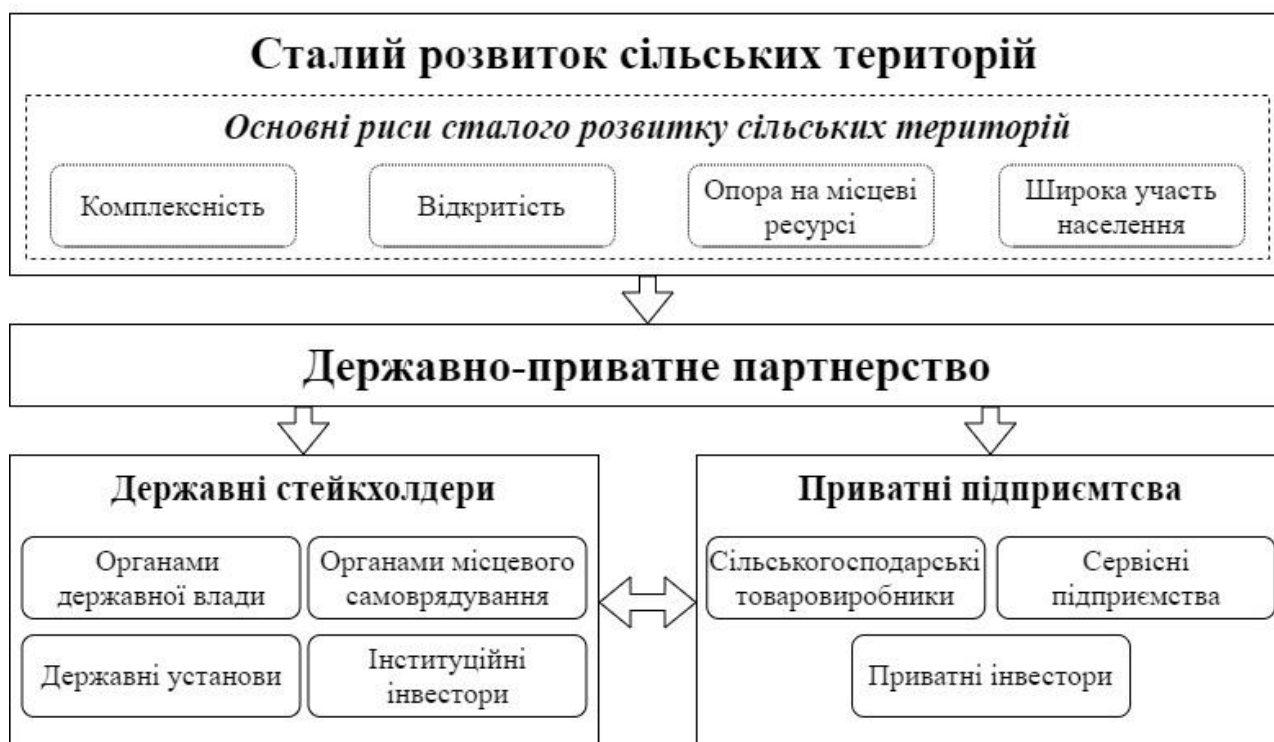 Сталий розвиток сільських територій
Основні риси сталого розвитку сільських територій
Комплексність
Відкритість
Опора на місцеві
ресурсі
Широка участь
населення
Державно-приватне партнерство
Державні стейкхолдери
Органами
державної влади
Органами місцевого
самоврядування
Державні установи
Інституційні
інвестори
Приватні підприємтсва
Сільськогосподарські
товаровиробники
Сервісні
підприємства
Приватні інвестори